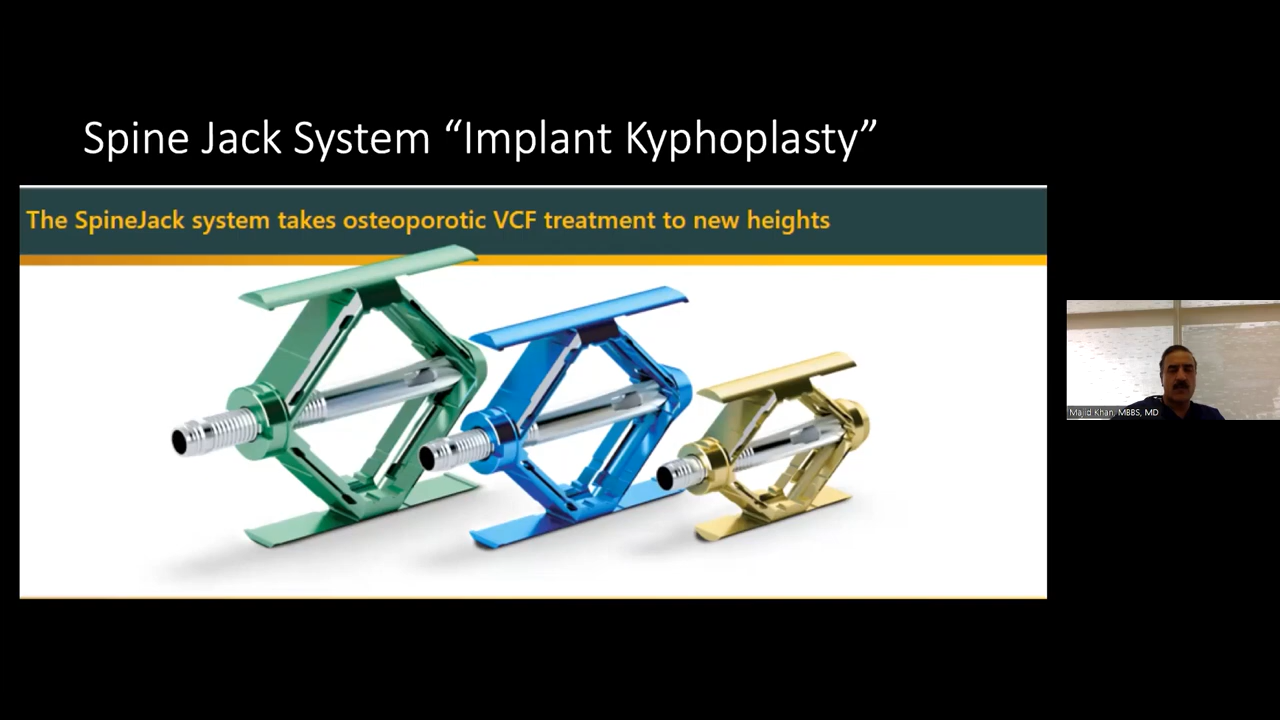 Spine Jack System “Implant Kyphoplasty”
The SpineJack system takes osteoporotic VCF treatment to new heights
Majid Khan, MBBS, MD